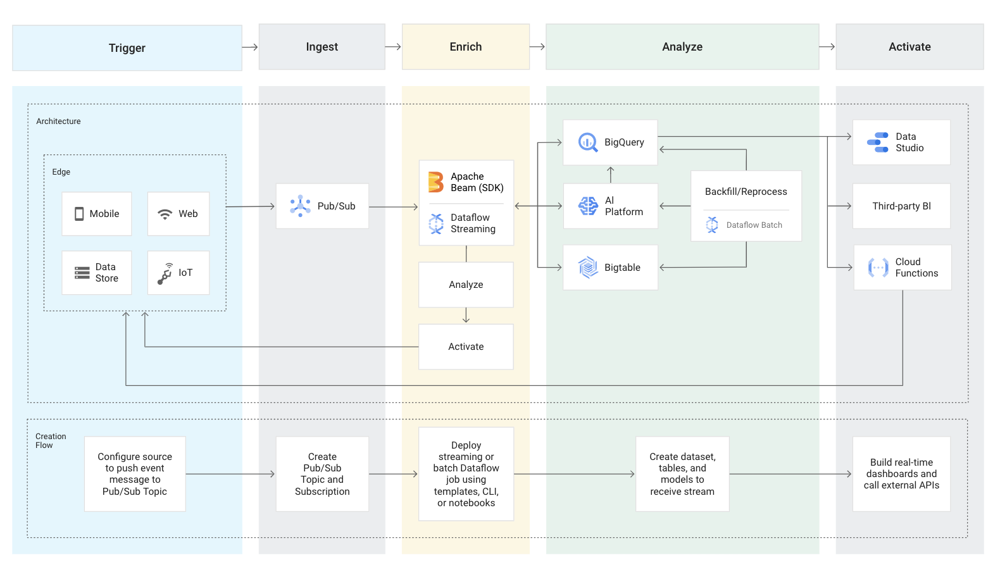 Trigger
Ingest
Enrich
Analyze
Activate
Architecture
Edge
Mobile
Web
Data
Store
IoT
Pub/Sub
Apache
Beam (SDK)
Dataflow
Streaming
Analyze
Activate
BigQuery
AI
Platform
Bigtable
Backfill/Reprocess
Dataflow Batch
Data
Studio
Third-party BI
Cloud
Functions
Creation
Flow
Configure source
to push event
message to
Pub/Sub Topic
Create
Pub/Sub
Topic and
Subscription
Deploy
streaming or
batch Dataflow
job using
templates, CLI,
or notebooks
Create dataset,
tables, and
models to
receive stream
Build real-time
dashboards and
call external APIs